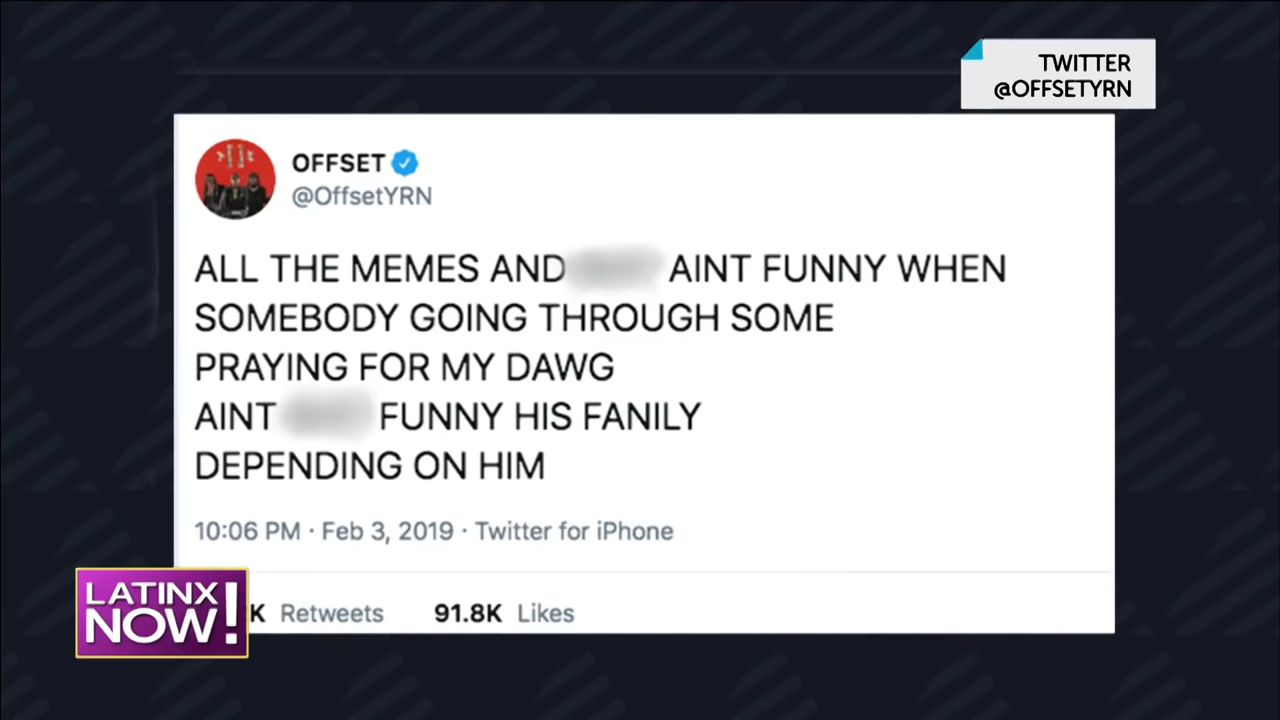 TWITTER
@OFFSETYRN
OFFSET
@OffsetYRN
ALL THE MEMES AND AINT FUNNY WHEN
SOMEBODY GOING THROUGH SOME
PRAYING FOR MY DAWG
AINT FUNNY HIS FANILY
DEPENDING ON HIM
10:06 PM · Feb 3, 2019 · Twitter for iPhone
K Retweets 91.8K Likes
LATINX
NOW!